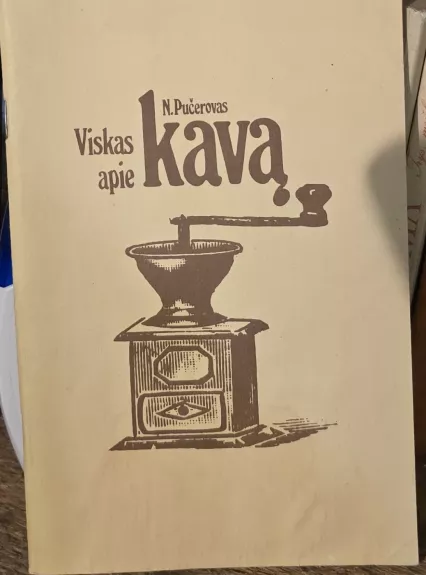 N. Pučerovas
Viskas
apie
kavą